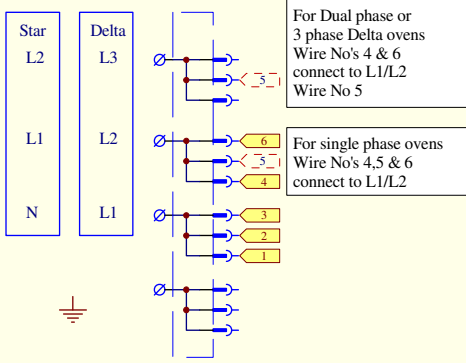 Star
L2
L1
N
Delta
L3
L2
L1
5
6
5
4
3
2
1
For Dual phase or
3 phase Delta ovens
Wire No's 4 & 6
connect to L1/L2
Wire No 5
For single phase ovens
Wire No's 4,5 & 6
connect to L1/L2